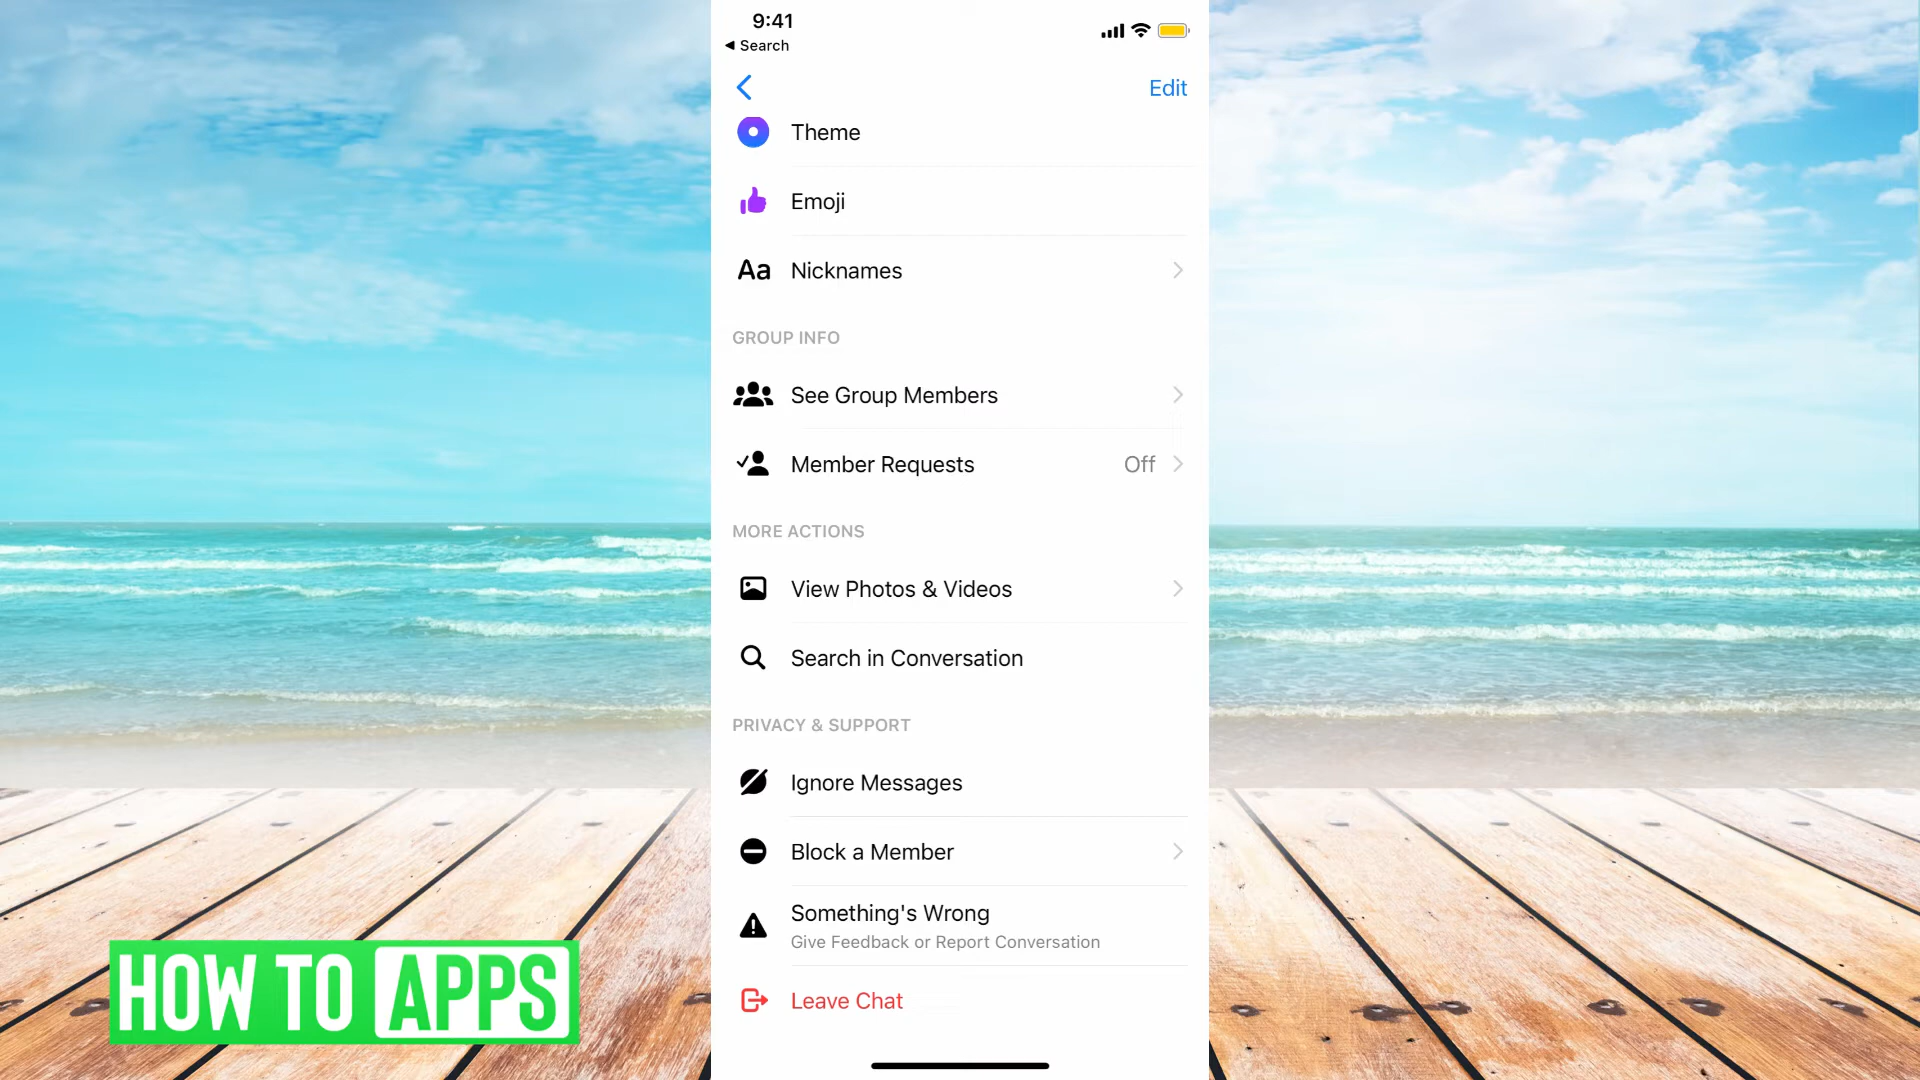 9:41
◀ Search
Edit
Theme
Emoji
Aa Nicknames
GROUP INFO
See Group Members
Member Requests Off
MORE ACTIONS
View Photos & Videos
Search in Conversation
PRIVACY & SUPPORT
Ignore Messages
Block a Member
Something's Wrong
Give Feedback or Report Conversation
Leave Chat
HOW TO APPS